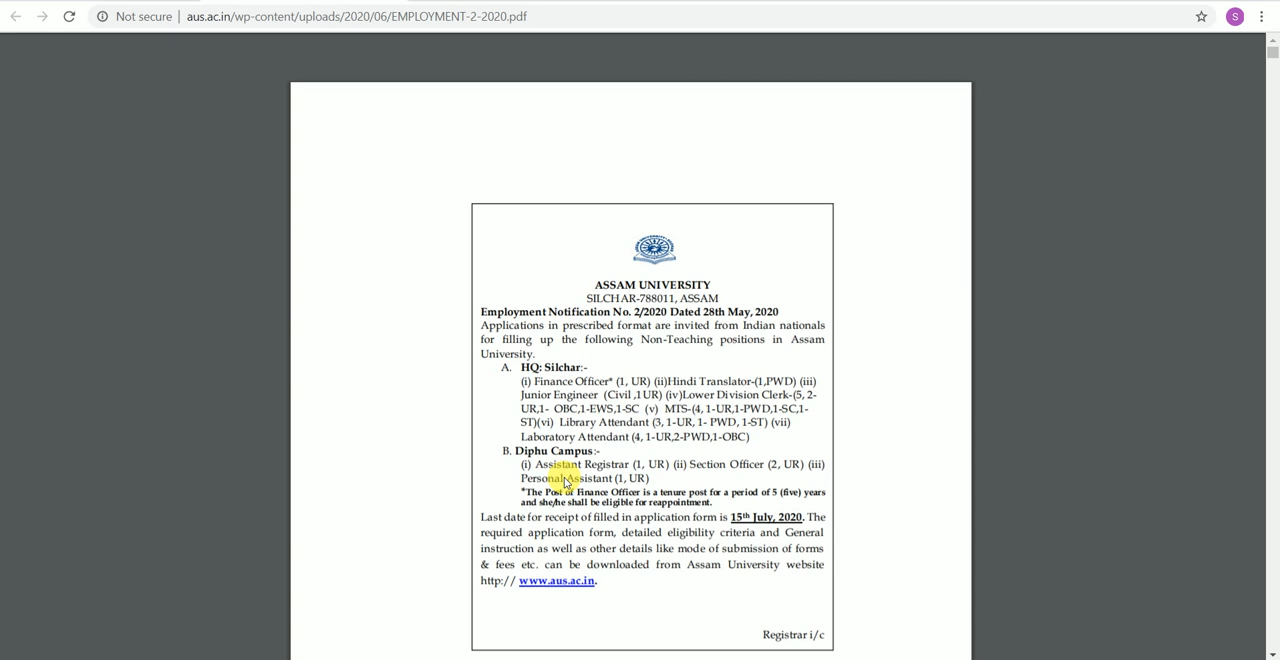 Not secure | aus.ac.in/wp-content/uploads/2020/06/EMPLOYMENT-2-2020.pdf
S
ASSAM UNIVERSITY
SILCHAR-788011, ASSAM
Employment Notification No. 2/2020 Dated 28th May, 2020
Applications in prescribed format are invited from Indian nationals
for filling up the following Non-Teaching positions in Assam
University.
A. HQ: Silchar:-
(i) Finance Officer* (1, UR) (ii)Hindi Translator-(1,PWD) (iii)
Junior Engineer (Civil ,1UR) (iv)Lower Division Clerk-(5, 2-
UR,1- OBC,1-EWS,1-SC (v) MTS-(4, 1-UR,1-PWD,1-SC,1-
ST)(vi) Library Attendant (3, 1-UR, 1- PWD, 1-ST) (vii)
Laboratory Attendant (4, 1-UR,2-PWD,1-OBC)
B. Diphu Campus:-
(i) Assistant Registrar (1, UR) (ii) Section Officer (2, UR) (iii)
Personal Assistant (1, UR)
*The Post of Finance Officer is a tenure post for a period of 5 (five) years
and she/he shall be eligible for reappointment.
Last date for receipt of filled in application form is 15th July, 2020. The
required application form, detailed eligibility criteria and General
instruction as well as other details like mode of submission of forms
& fees etc. can be downloaded from Assam University website
http:// www.aus.ac.in.
Registrar i/c